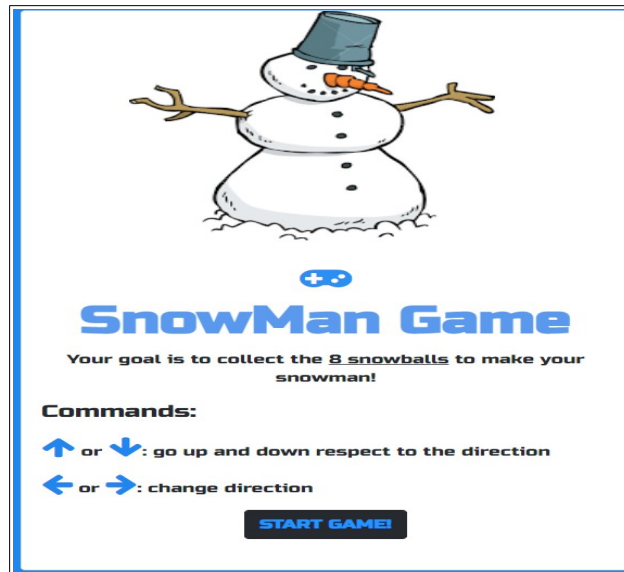 SnowMan Game
Your goal is to collect the 8 snowballs to make your
snowman!
Commands:
↑ or ↓: go up and down respect to the direction
← or →: change direction
START GAME!